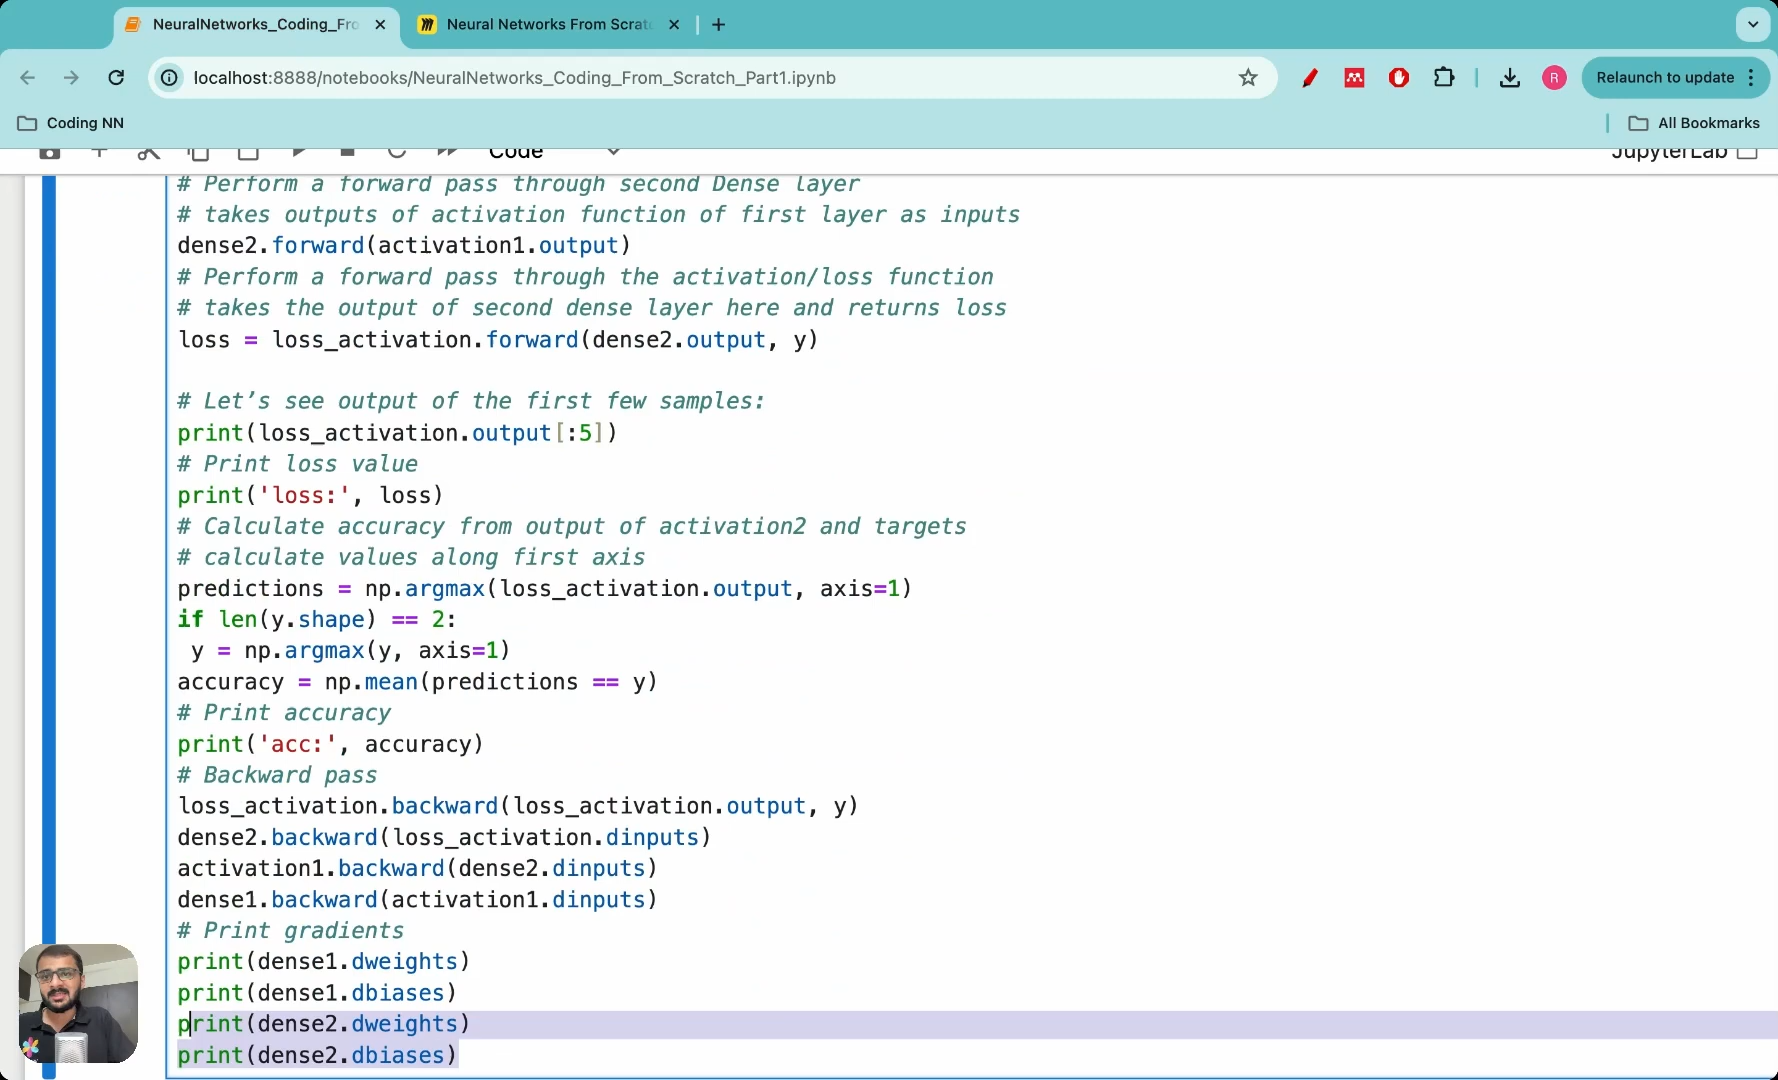 NeuralNetworks_Coding_Fro
Neural Networks From Scrat
localhost:8888/notebooks/NeuralNetworks_Coding_From_Scratch_Part1.ipynb
R
Relaunch to update
Coding NN
All Bookmarks
Code
JupyterLab
# Perform a forward pass through second Dense layer
# takes outputs of activation function of first layer as inputs
dense2.forward(activation1.output)
# Perform a forward pass through the activation/loss function
# takes the output of second dense layer here and returns loss
loss = loss_activation.forward(dense2.output, y)
# Let’s see output of the first few samples:
print(loss_activation.output[:5])
# Print loss value
print('loss:', loss)
# Calculate accuracy from output of activation2 and targets
# calculate values along first axis
predictions = np.argmax(loss_activation.output, axis=1)
if len(y.shape) == 2:
y = np.argmax(y, axis=1)
accuracy = np.mean(predictions == y)
# Print accuracy
print('acc:', accuracy)
# Backward pass
loss_activation.backward(loss_activation.output, y)
dense2.backward(loss_activation.dinputs)
activation1.backward(dense2.dinputs)
dense1.backward(activation1.dinputs)
# Print gradients
print(dense1.dweights)
print(dense1.dbiases)
print(dense2.dweights)
print(dense2.dbiases)